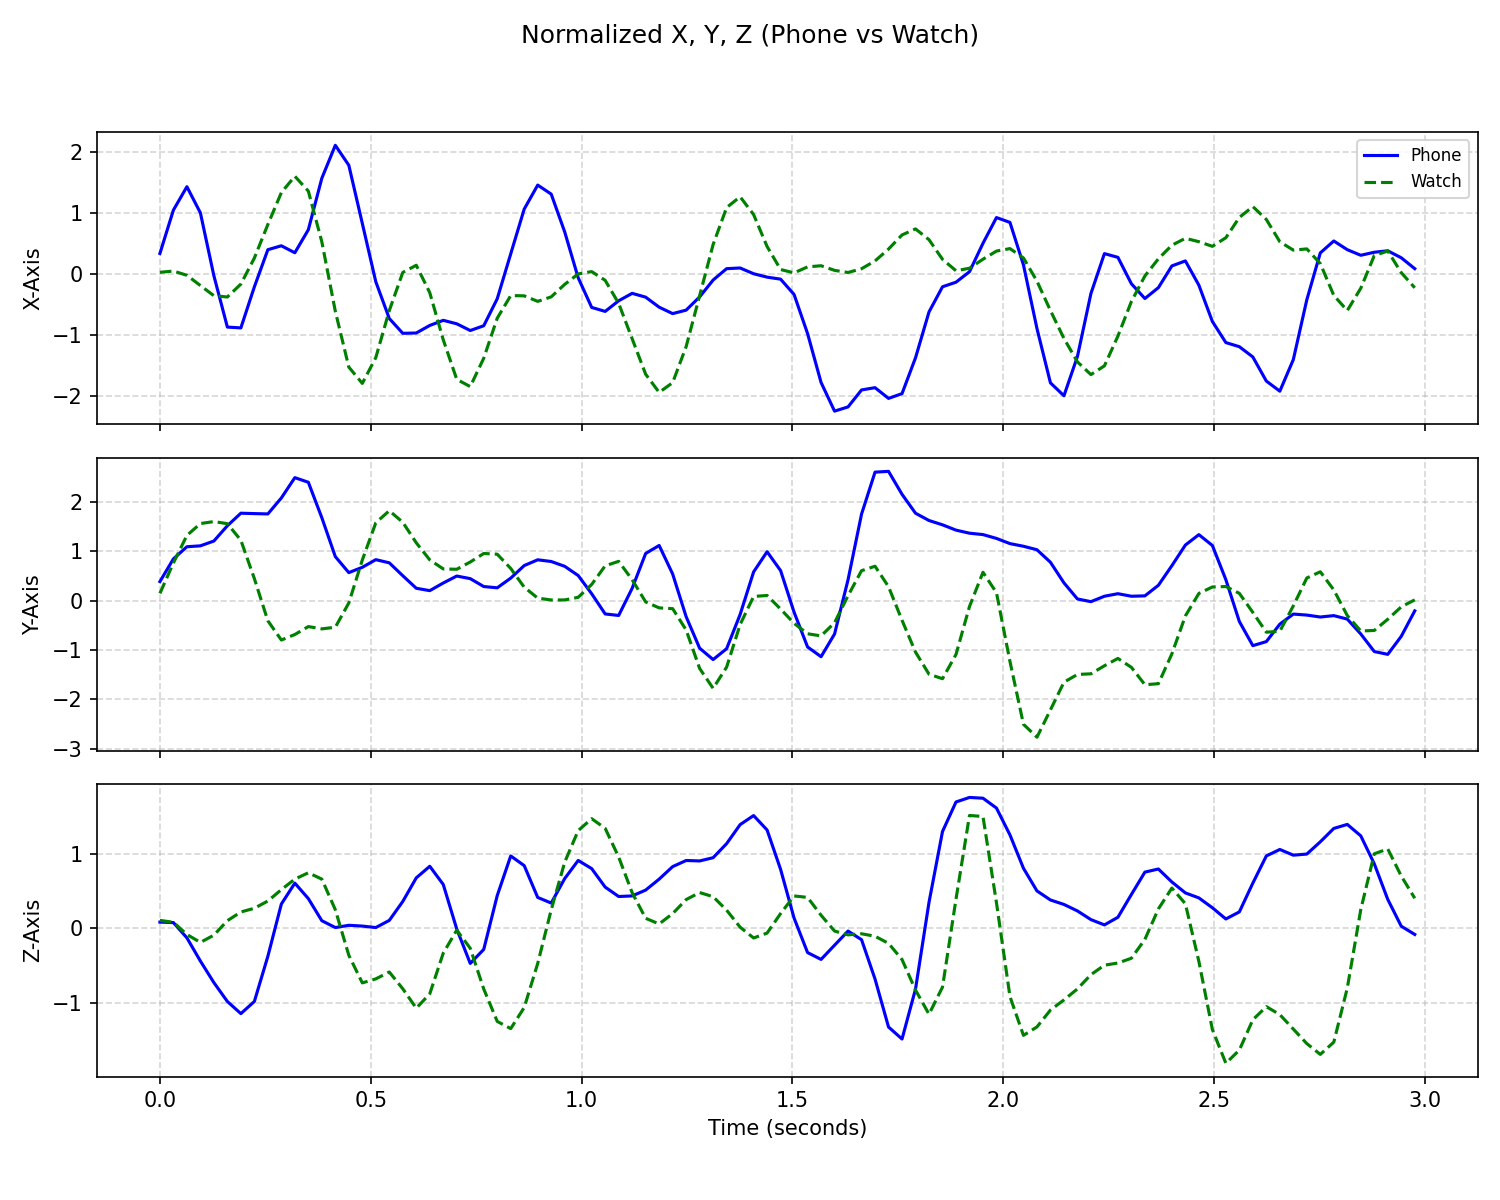 Normalized X, Y, Z (Phone vs Watch)
2
1
0
−1
−2
X-Axis
Phone
Watch
2
1
0
−1
−2
−3
Y-Axis
1
0
−1
Z-Axis
0.0 0.5 1.0 1.5 2.0 2.5 3.0
Time (seconds)